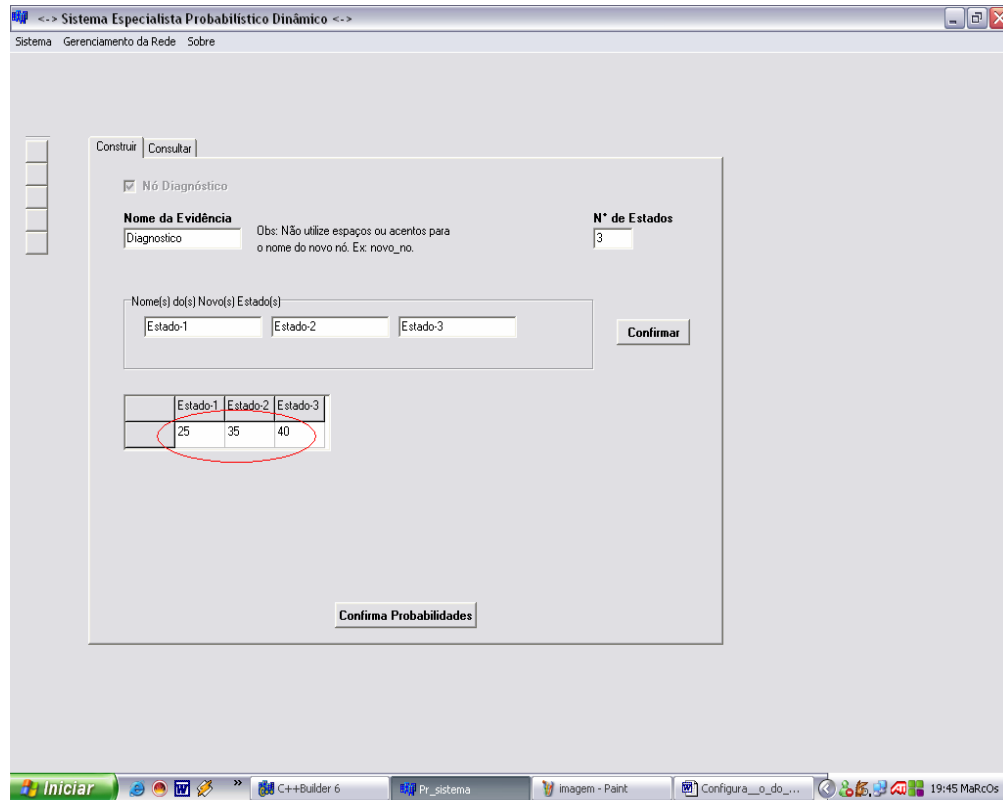 <-> Sistema Especialista Probabilístico Dinâmico <->
Sistema Gerenciamento da Rede Sobre
Construir Consultar
Nó Diagnóstico
Nome da Evidência
Diagnostico
Obs: Não utilize espaços ou acentos para
o nome do novo nó. Ex: novo_no.
N° de Estados
3
Nome(s) do(s) Novo(s) Estado(s)
Estado-1 Estado-2 Estado-3
Confirmar
Estado-1 Estado-2 Estado-3
25 35 40
Confirma Probabilidades
Iniciar » C++Builder 6 Pr_sistema imagem - Paint Configura__o_do_... 19:45 MaRcOs